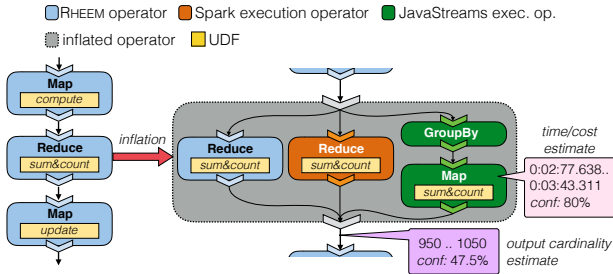 RHEEM operator Spark execution operator JavaStreams exec. op.
inflated operator UDF
Map
compute
Reduce
sum&count
Map
update
inflation
Reduce
sum&count
Reduce
sum&count
GroupBy
Map
sum&count
time/cost
estimate
0:02:77.638..
0:03:43.311
conf: 80%
950 .. 1050
conf: 47.5%
output cardinality
estimate